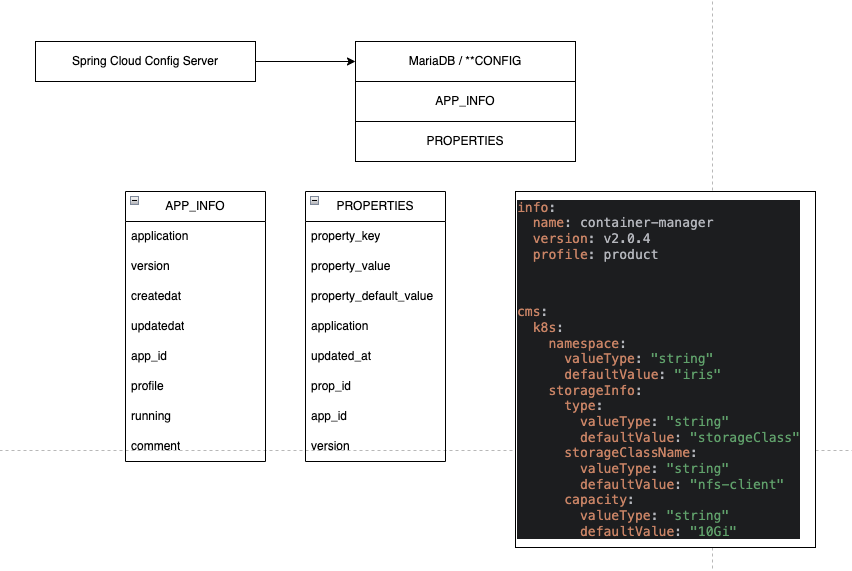 Spring Cloud Config Server
MariaDB / **CONFIG
APP_INFO
PROPERTIES
APP_INFO
application
version
createdat
updatedat
app_id
profile
running
comment
PROPERTIES
property_key
property_value
property_default_value
application
updated_at
prop_id
app_id
version
info:
  name: container-manager
  version: v2.0.4
  profile: product
cms:
  k8s:
    namespace:
      valueType: "string"
      defaultValue: "iris"
    storageInfo:
      type:
        valueType: "string"
        defaultValue: "storageClass"
      storageClassName:
        valueType: "string"
        defaultValue: "nfs-client"
      capacity:
        valueType: "string"
        defaultValue: "10Gi"